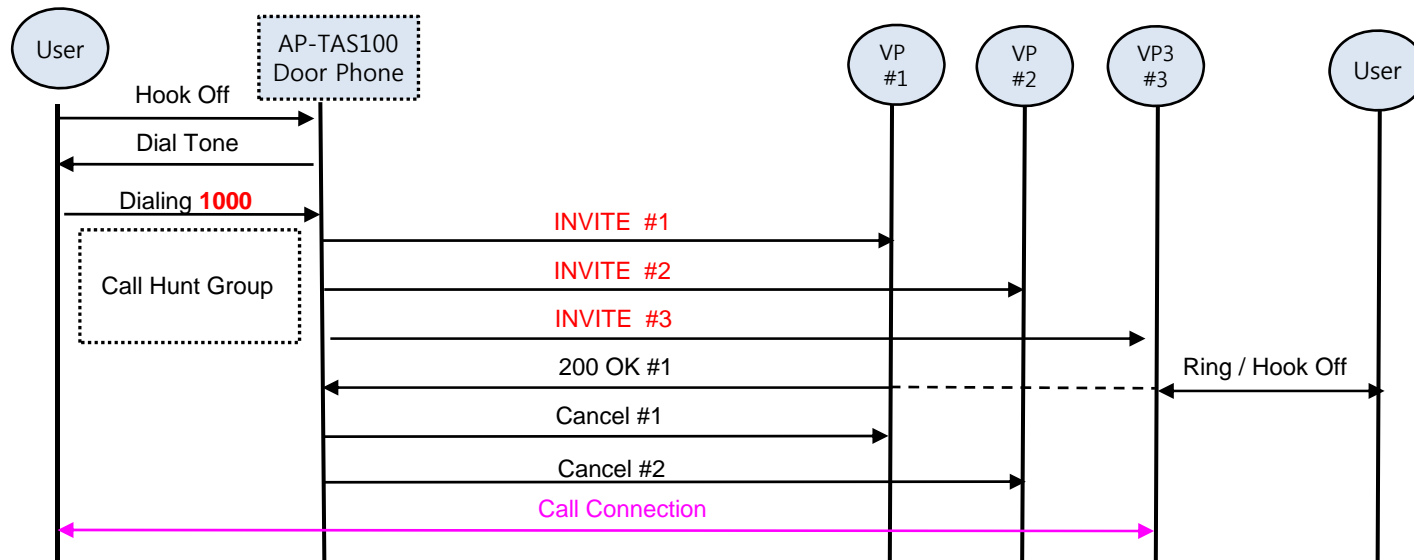 User
AP-TAS100
Door Phone
VP
#1
VP
#2
VP3
#3
User
Hook Off
Dial Tone
Dialing 1000
INVITE #1
Call Hunt Group
INVITE #2
INVITE #3
200 OK #1
Ring / Hook Off
Cancel #1
Cancel #2
Call Connection